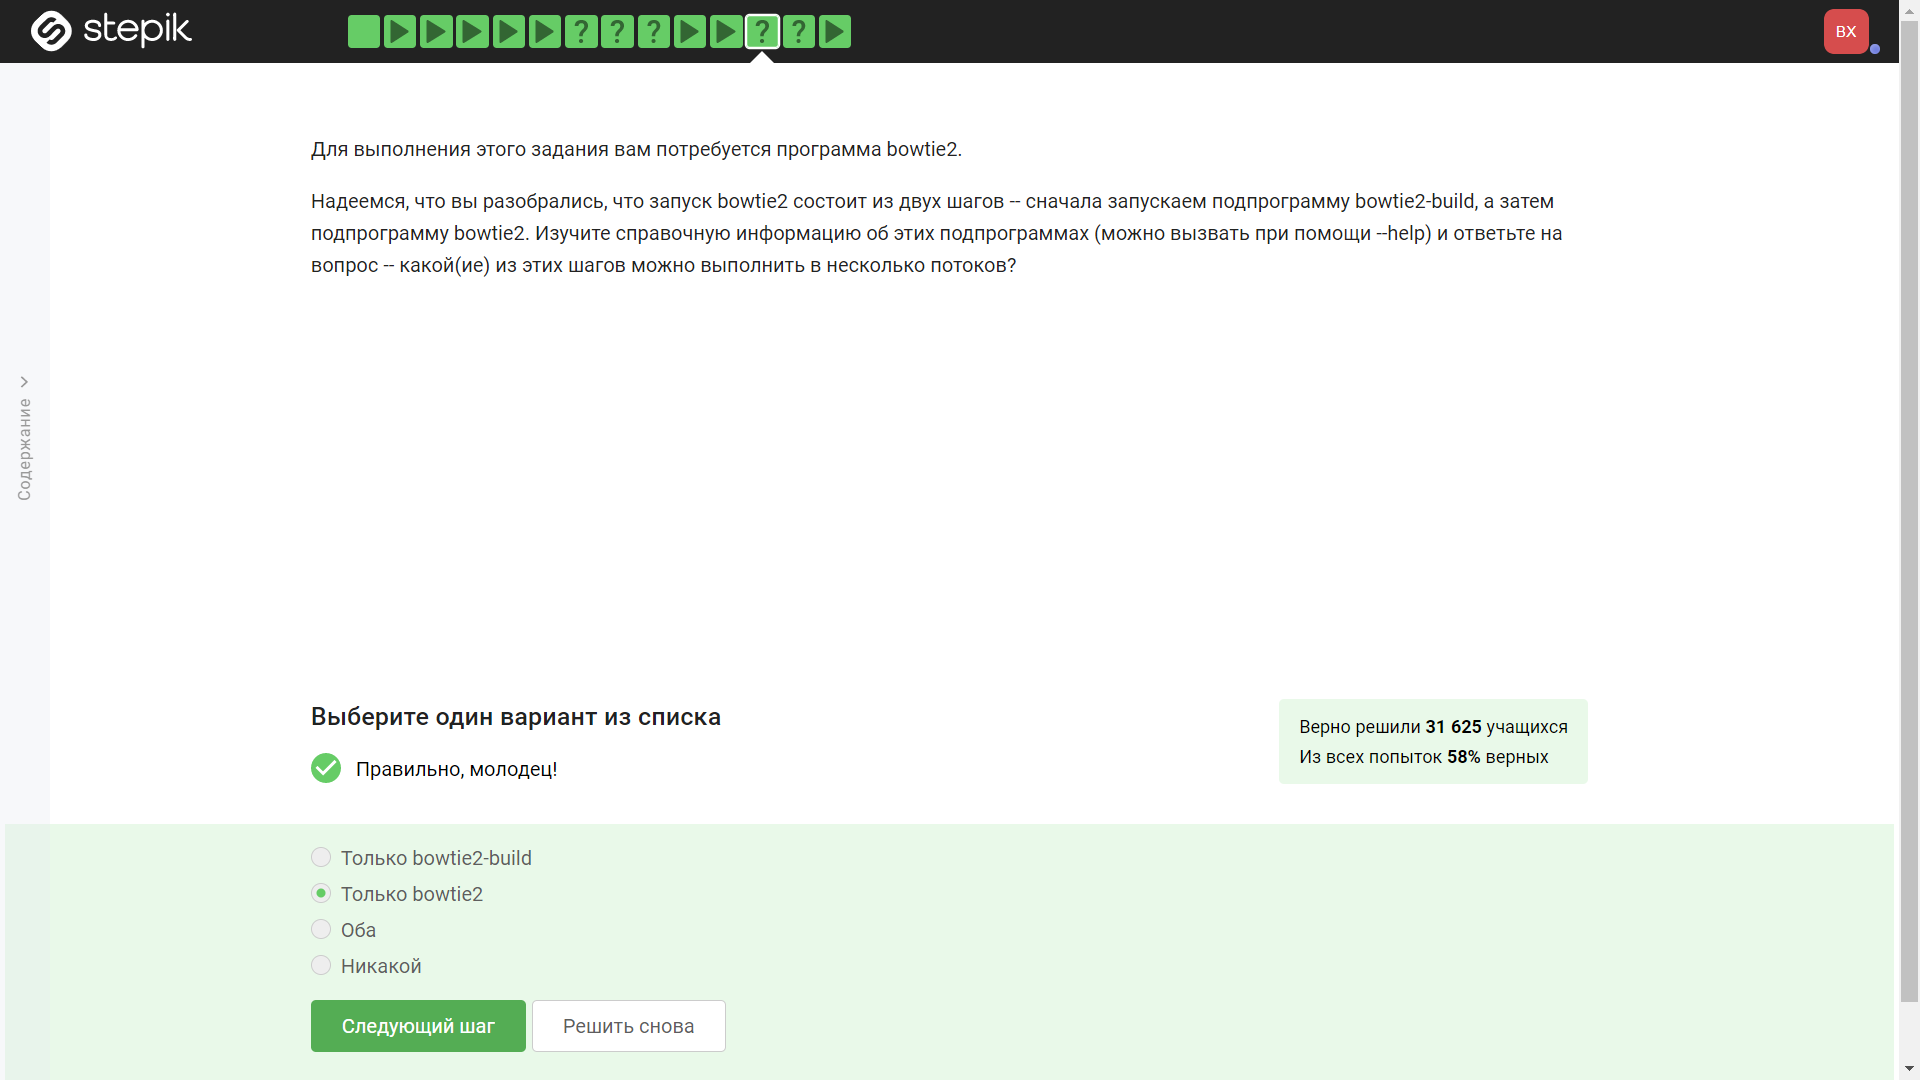 stepik
? ? ? ? ?
BX
Для выполнения этого задания вам потребуется программа bowtie2.
Надеемся, что вы разобрались, что запуск bowtie2 состоит из двух шагов -- сначала запускаем подпрограмму bowtie2-build, а затем
подпрограмму bowtie2. Изучите справочную информацию об этих подпрограммах (можно вызвать при помощи --help) и ответьте на
вопрос -- какой(ие) из этих шагов можно выполнить в несколько потоков?
Содержание
Выберите один вариант из списка
Верно решили 31 625 учащихся
Из всех попыток 58% верных
Правильно, молодец!
Только bowtie2-build
Только bowtie2
Оба
Никакой
Следующий шаг
Решить снова